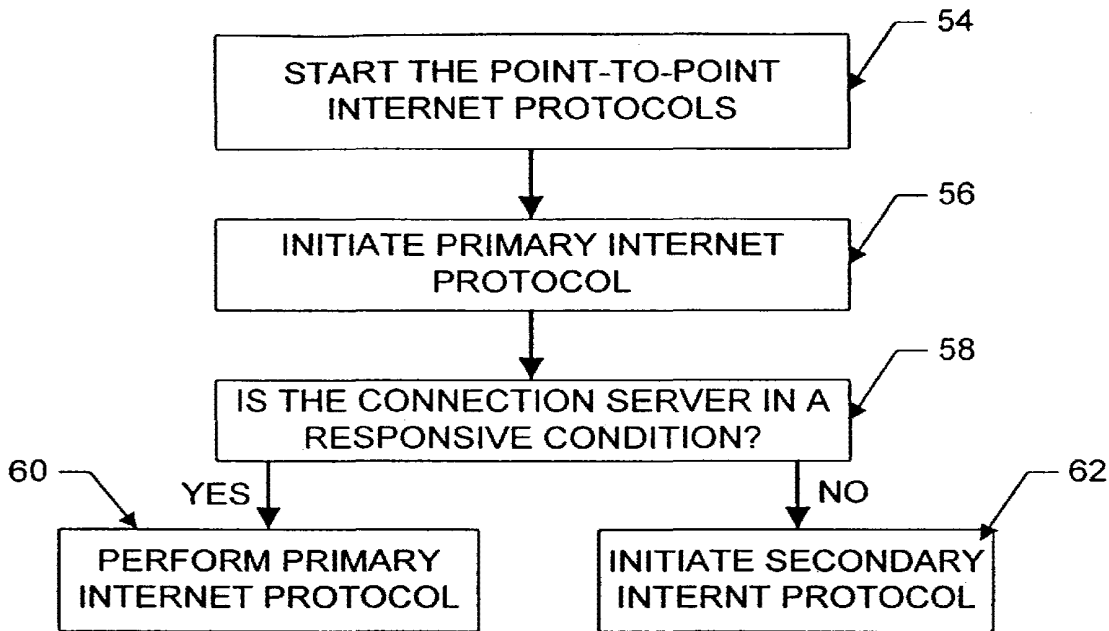 54
START THE POINT-TO-POINT
INTERNET PROTOCOLS
56
INITIATE PRIMARY INTERNET
PROTOCOL
58
IS THE CONNECTION SERVER IN A
RESPONSIVE CONDITION?
60
YES
NO
62
PERFORM PRIMARY
INTERNET PROTOCOL
INITIATE SECONDARY
INTERNT PROTOCOL